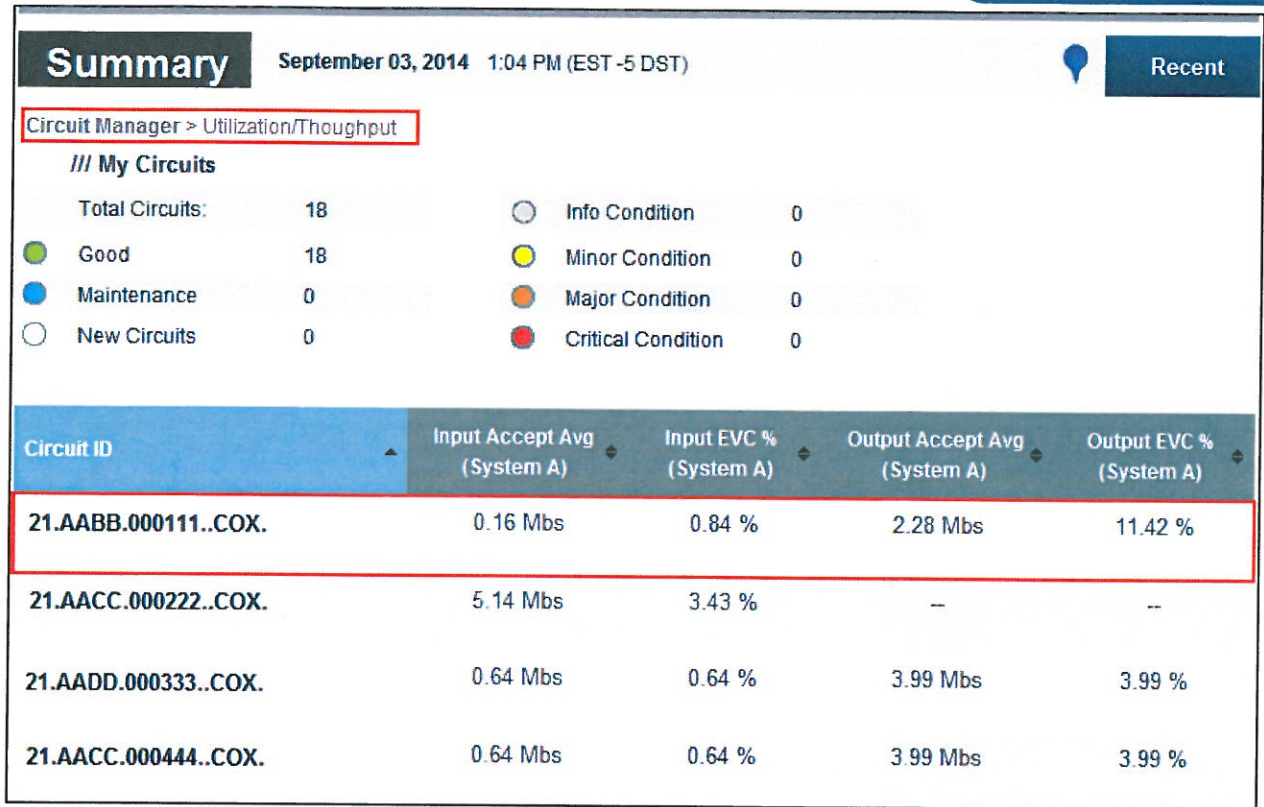 Summary September 03, 2014 1:04 PM (EST -5 DST) Recent
Circuit Manager > Utilization/Thoughput
/// My Circuits
Total Circuits: 18 Info Condition 0
Good 18 Minor Condition 0
Maintenance 0 Major Condition 0
New Circuits 0 Critical Condition 0
Circuit ID Input Accept Avg (System A) Input EVC % (System A) Output Accept Avg (System A) Output EVC % (System A)
21.AABB.000111..COX. 0.16 Mbs 0.84 % 2.28 Mbs 11.42 %
21.AACC.000222..COX. 5.14 Mbs 3.43 % -- --
21.AADD.000333..COX. 0.64 Mbs 0.64 % 3.99 Mbs 3.99 %
21.AACC.000444..COX. 0.64 Mbs 0.64 % 3.99 Mbs 3.99 %